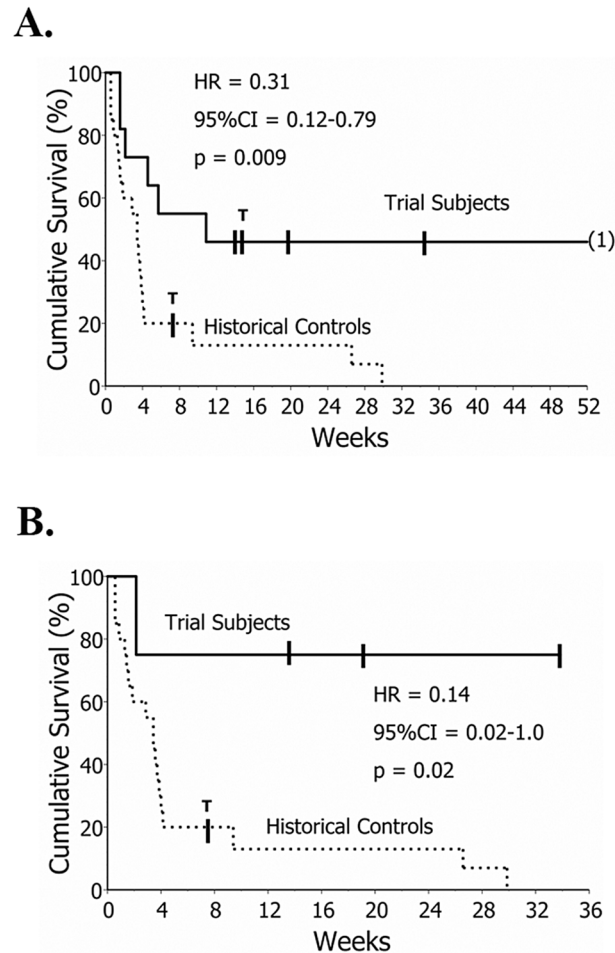 A.
Cumulative Survival (%)
100
80
60
40
20
0
HR = 0.31
95%CI = 0.12-0.79
p = 0.009
Trial Subjects
T
(1)
T
Historical Controls
0 4 8 12 16 20 24 28 32 36 40 44 48 52
Weeks
B.
Cumulative Survival (%)
100
80
60
40
20
0
Trial Subjects
HR = 0.14
95%CI = 0.02-1.0
p = 0.02
T
Historical Controls
0 4 8 12 16 20 24 28 32 36
Weeks